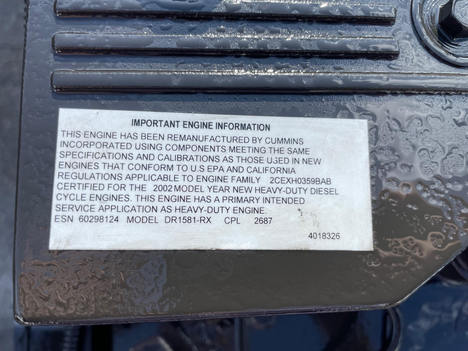 IMPORTANT ENGINE INFORMATION
THIS ENGINE HAS BEEN REMANUFACTURED BY CUMMINS
INCORPORATED USING COMPONENTS MEETING THE SAME
SPECIFICATIONS AND CALIBRATIONS AS THOSE USED IN NEW
ENGINES THAT CONFORM TO U.S EPA AND CALIFORNIA
REGULATIONS APPLICABLE TO ENGINE FAMILY 2CEXH0359BAB
CERTIFIED FOR THE 2002 MODEL YEAR NEW HEAVY-DUTY DIESEL
CYCLE ENGINES. THIS ENGINE HAS A PRIMARY INTENDED
SERVICE APPLICATION AS HEAVY-DUTY ENGINE.
ESN 60298124 MODEL DR1581-RX CPL 2687
4018326